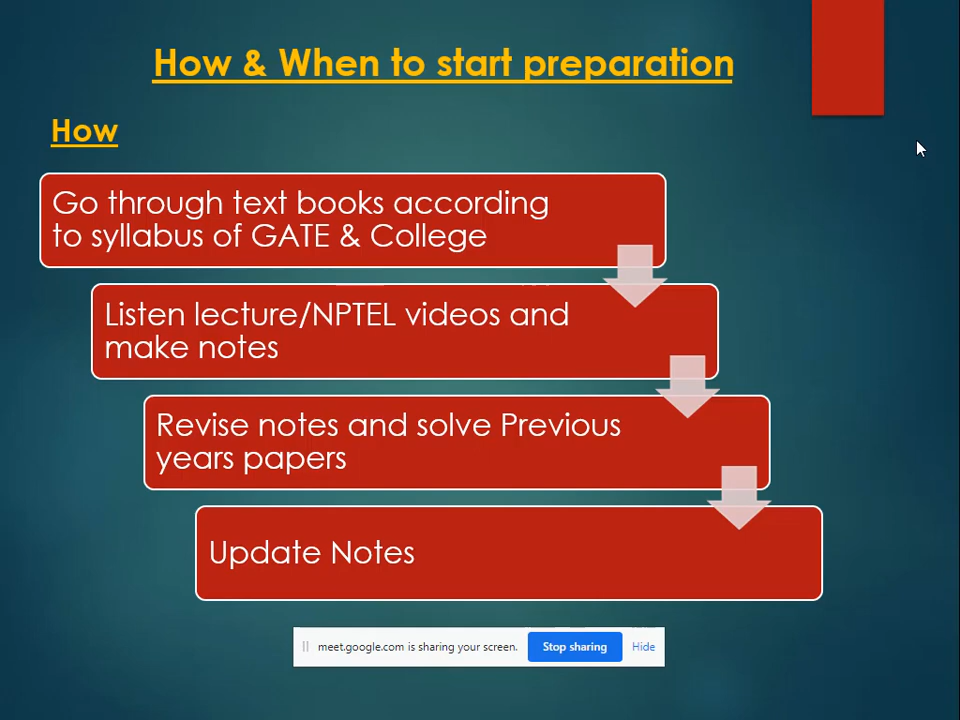 How & When to start preparation
How
Go through text books according
to syllabus of GATE & College
Listen lecture/NPTEL videos and
make notes
Revise notes and solve Previous
years papers
Update Notes
meet.google.com is sharing your screen. Stop sharing Hide